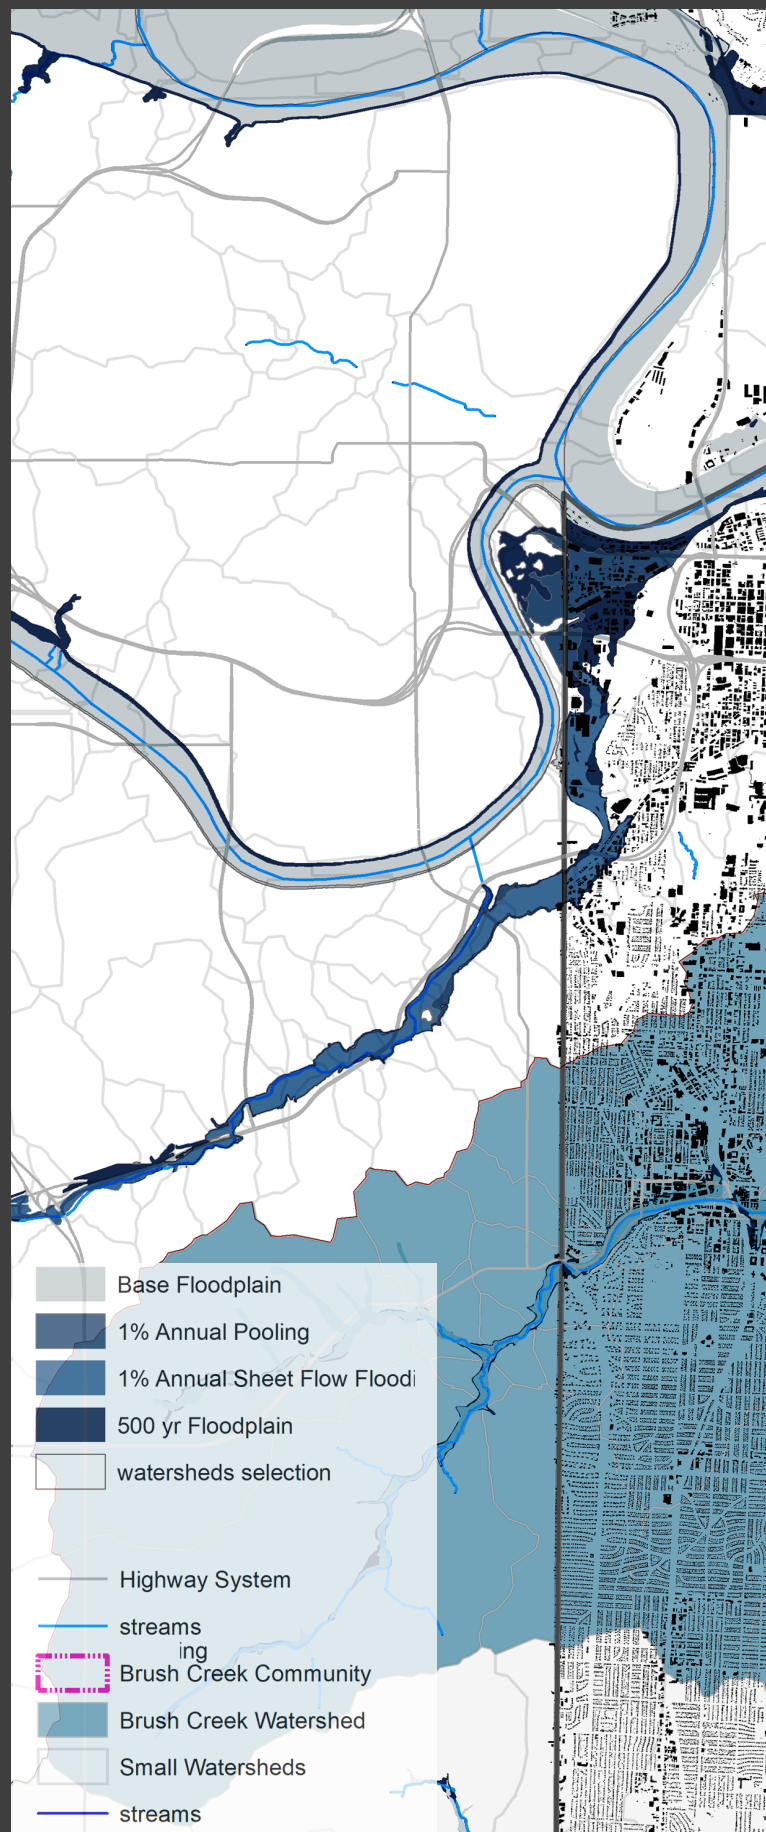 Base Floodplain
1% Annual Pooling
1% Annual Sheet Flow Floodi
500 yr Floodplain
watersheds selection
Highway System
streams
ing
Brush Creek Community
Brush Creek Watershed
Small Watersheds
streams